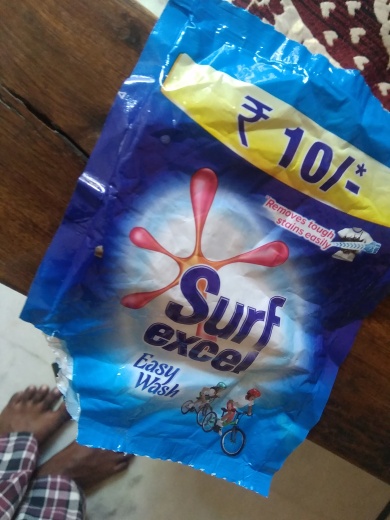 ₹ 10/-*
Removes tough
stains easily
Surf
excel
Easy
Wash